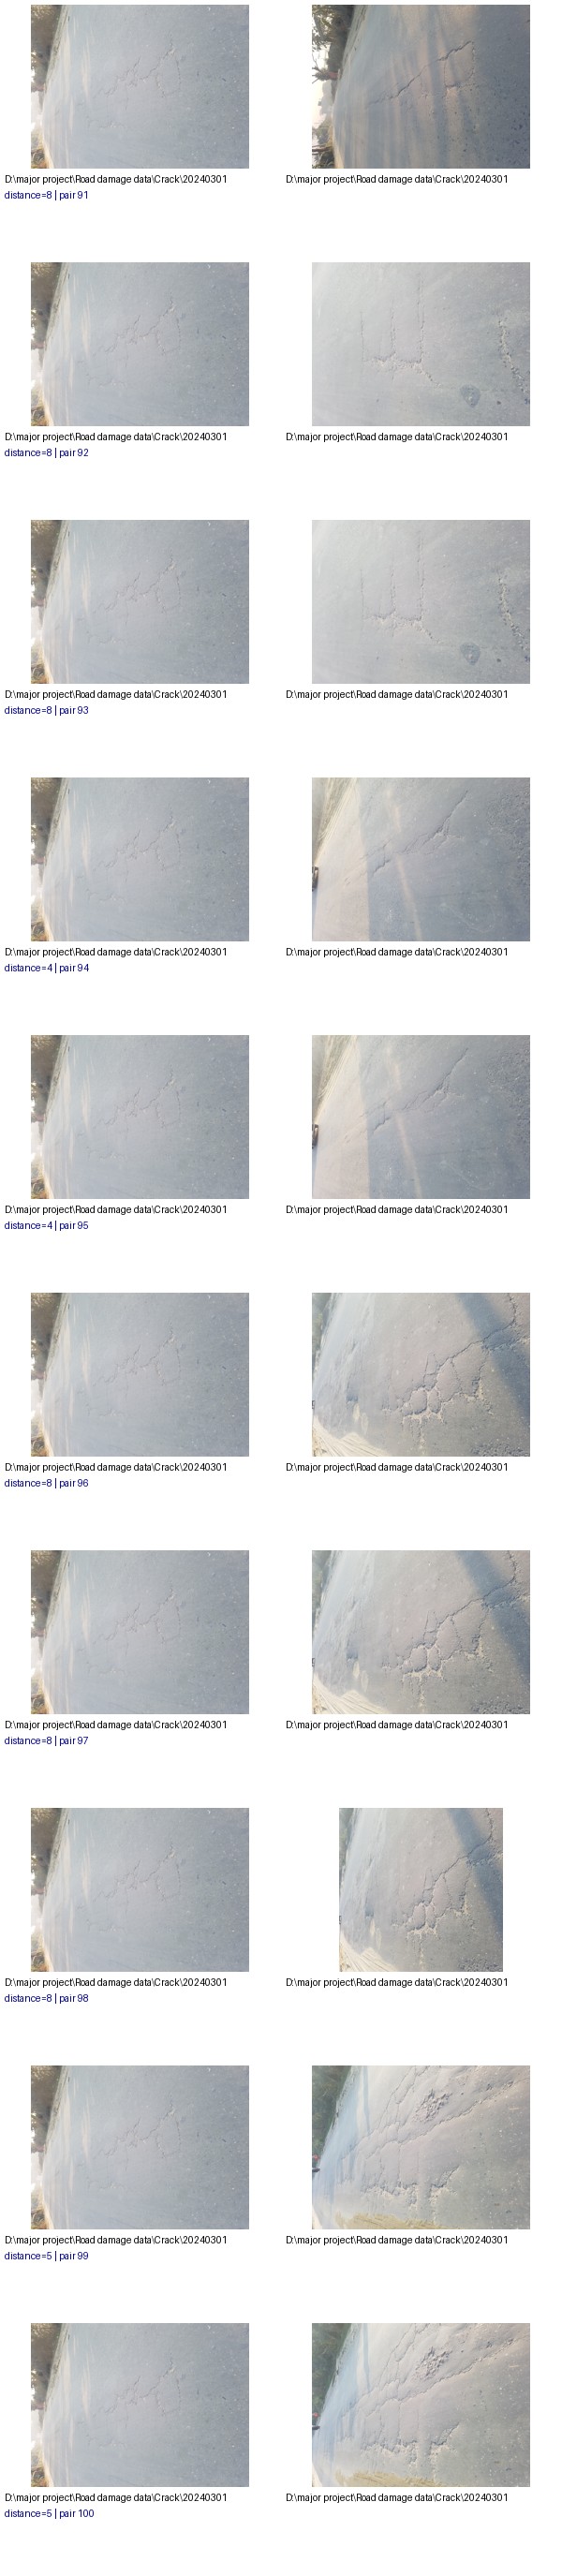 D:\major project\Road damage data\Crack\20240301 D:\major project\Road damage data\Crack\20240301
distance=8 | pair 91
D:\major project\Road damage data\Crack\20240301 D:\major project\Road damage data\Crack\20240301
distance=8 | pair 92
D:\major project\Road damage data\Crack\20240301 D:\major project\Road damage data\Crack\20240301
distance=8 | pair 93
D:\major project\Road damage data\Crack\20240301 D:\major project\Road damage data\Crack\20240301
distance=4 | pair 94
D:\major project\Road damage data\Crack\20240301 D:\major project\Road damage data\Crack\20240301
distance=4 | pair 95
D:\major project\Road damage data\Crack\20240301 D:\major project\Road damage data\Crack\20240301
distance=8 | pair 96
D:\major project\Road damage data\Crack\20240301 D:\major project\Road damage data\Crack\20240301
distance=8 | pair 97
D:\major project\Road damage data\Crack\20240301 D:\major project\Road damage data\Crack\20240301
distance=8 | pair 98
D:\major project\Road damage data\Crack\20240301 D:\major project\Road damage data\Crack\20240301
distance=5 | pair 99
D:\major project\Road damage data\Crack\20240301 D:\major project\Road damage data\Crack\20240301
distance=5 | pair 100